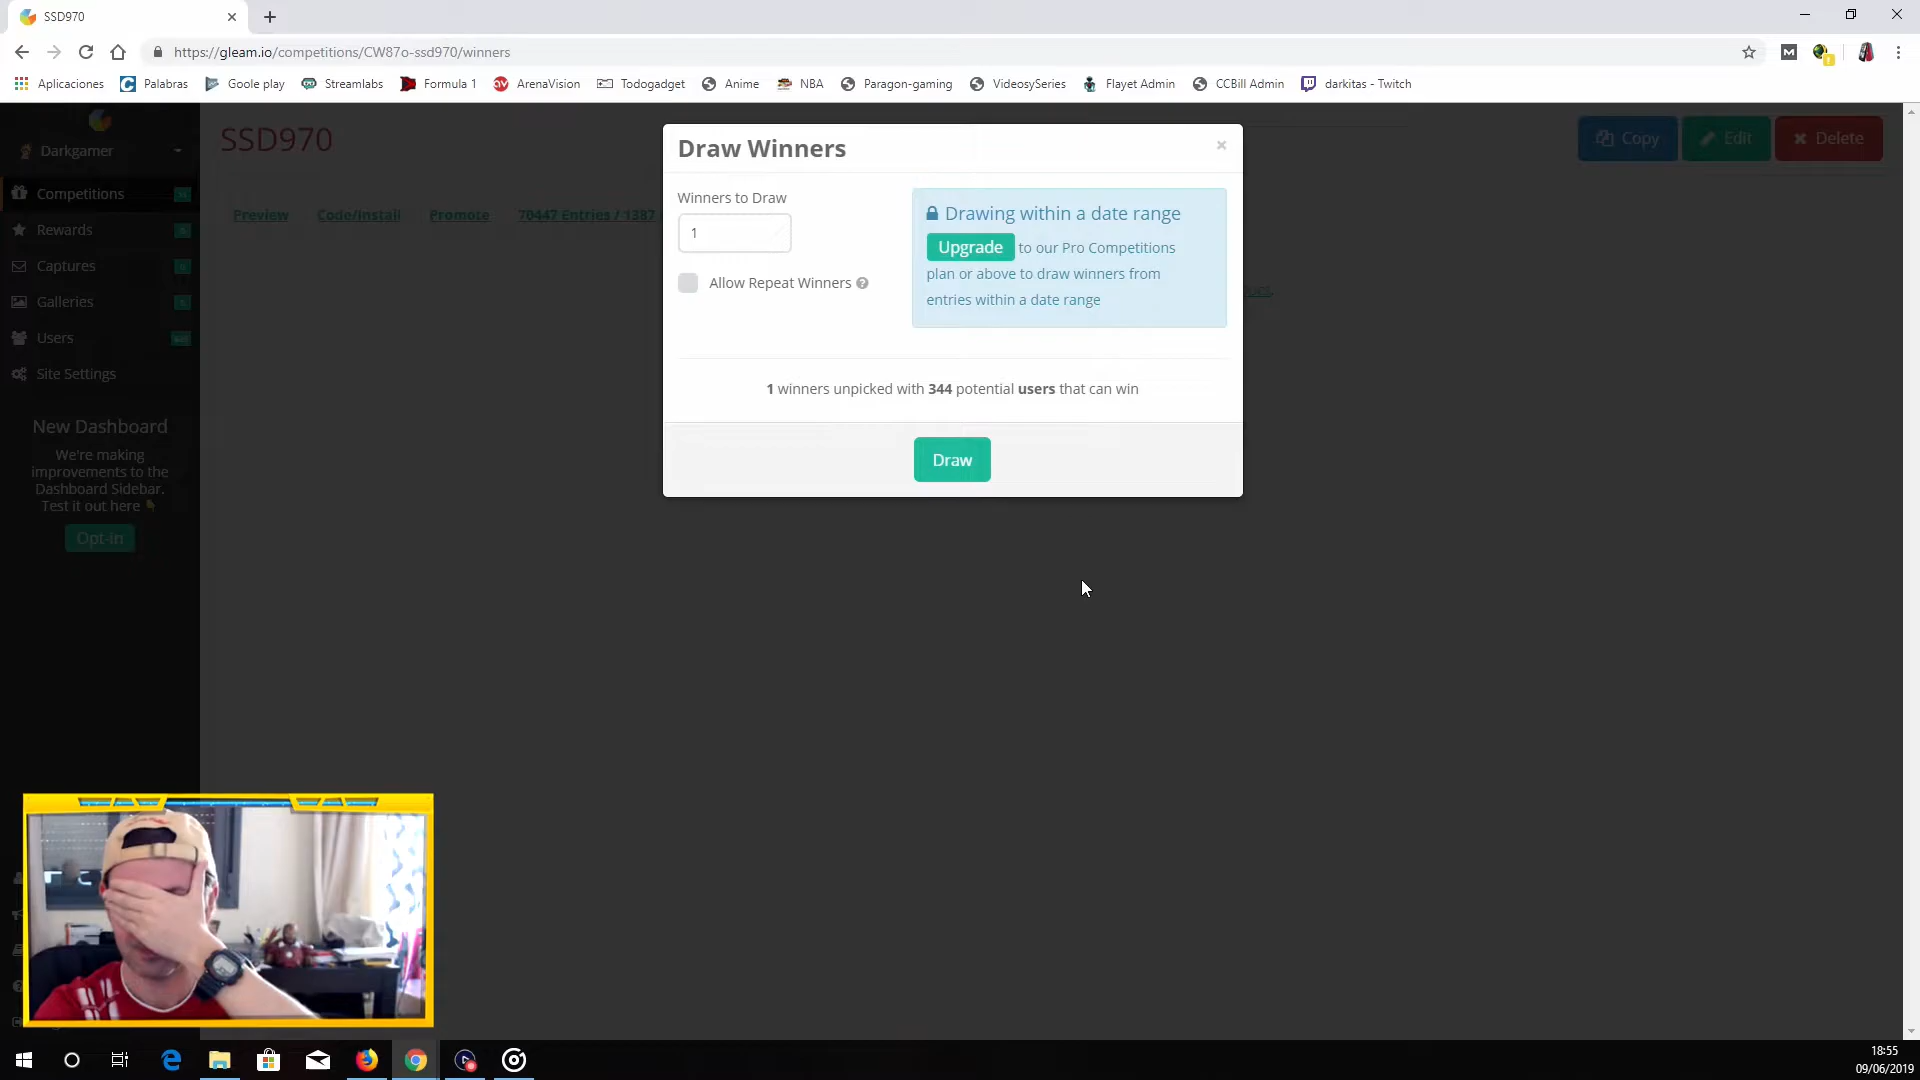 SSD970
https://gleam.io/competitions/CW87o-ssd970/winners
Aplicaciones Palabras Goole play Streamlabs Formula 1 ArenaVision Todogadget Anime NBA Paragon-gaming VideosySeries Flayet Admin CCBill Admin darkitas - Twitch
Darkgamer
Competitions
Rewards
Captures
Galleries
Users
Site Settings
New Dashboard
We're making
improvements to the
Dashboard Sidebar.
Test it out here
Opt-in
SSD970
Copy Edit Delete
Preview Code/Install Promote 70447 Entries / 1387
Draw Winners
Winners to Draw
1
Allow Repeat Winners
Drawing within a date range
Upgrade to our Pro Competitions
plan or above to draw winners from
entries within a date range
1 winners unpicked with 344 potential users that can win
Draw
18:55
09/06/2019